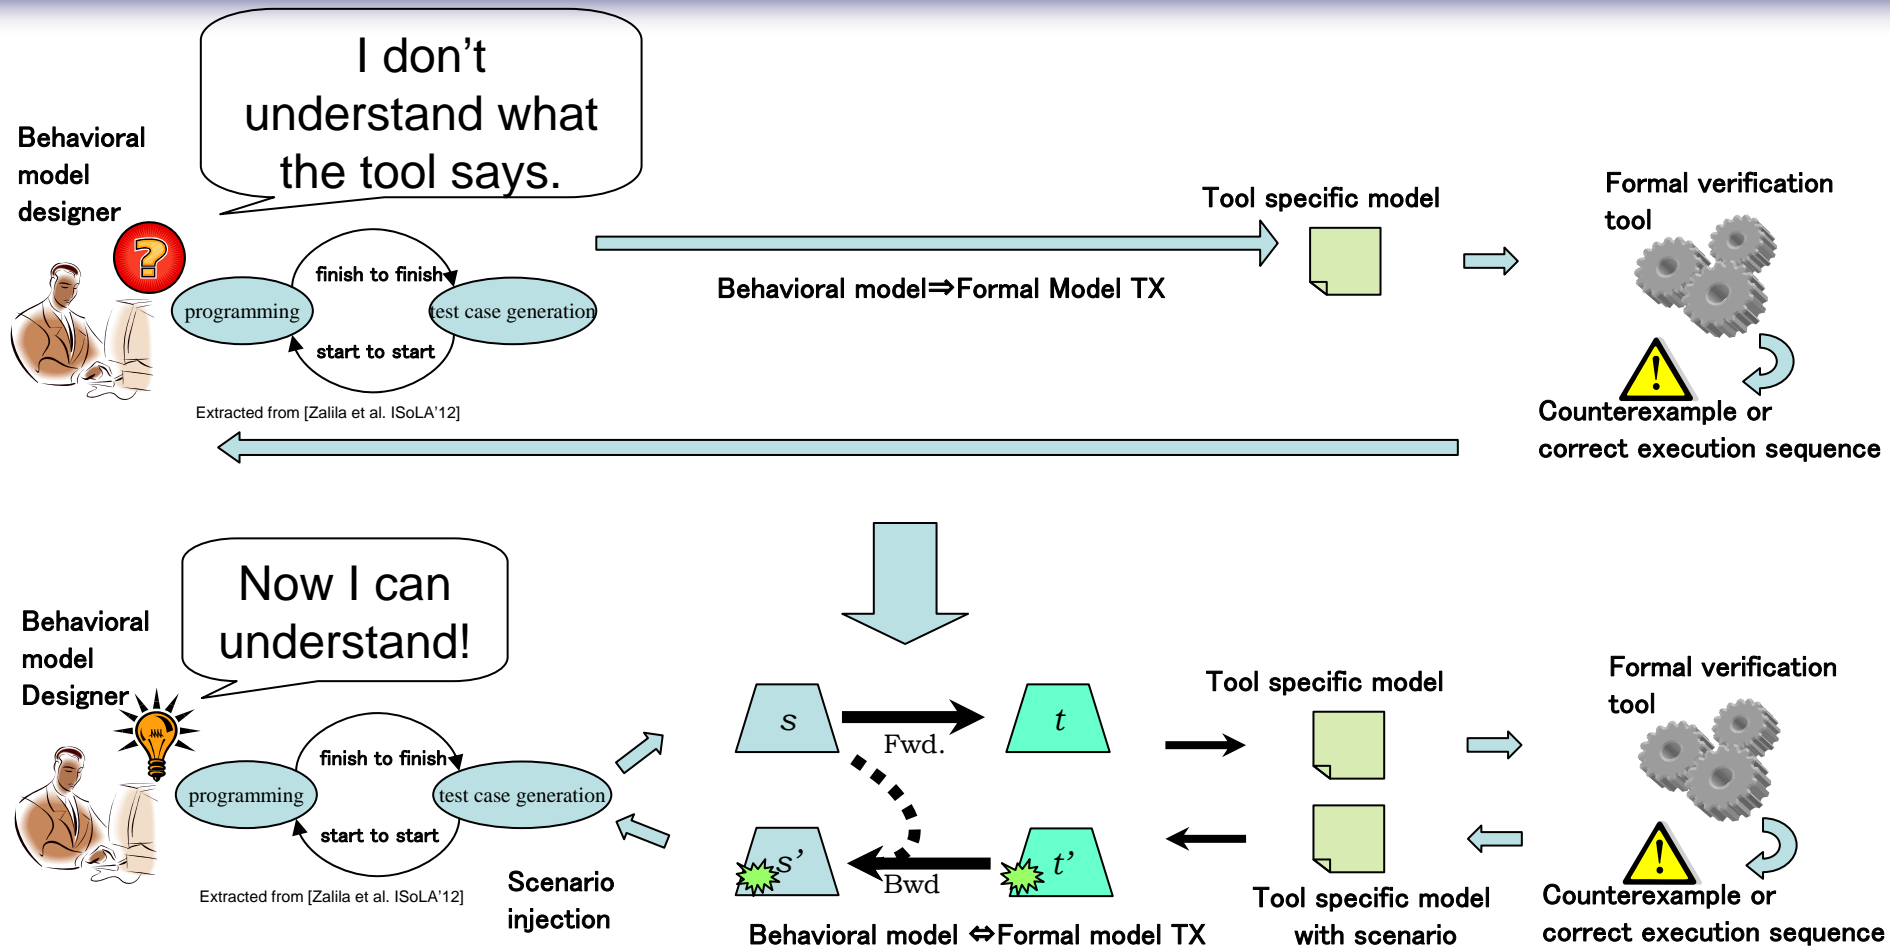 I don't
understand what
the tool says.
Behavioral
model
designer
?
finish to finish
programming
test case generation
start to start
Extracted from [Zalila et al. ISoLA'12]
Behavioral model⇒Formal Model TX
Tool specific model
Formal verification
tool
!
Counterexample or
correct execution sequence
Now I can
understand!
Behavioral
model
Designer
finish to finish
programming
test case generation
start to start
Extracted from [Zalila et al. ISoLA'12]
Scenario
injection
s
Fwd.
t
s’
Bwd
t’
Behavioral model ⇔Formal model TX
Tool specific model
Tool specific model
with scenario
Formal verification
tool
!
Counterexample or
correct execution sequence